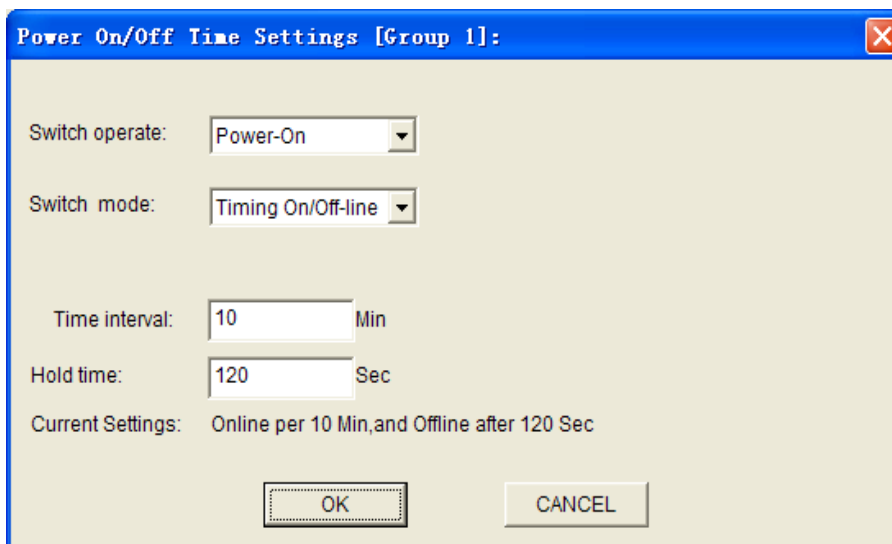 Power On/Off Time Settings [Group 1]:
Switch operate: Power-On
Switch mode: Timing On/Off-line
Time interval: 10 Min
Hold time: 120 Sec
Current Settings: Online per 10 Min,and Offline after 120 Sec
OK CANCEL